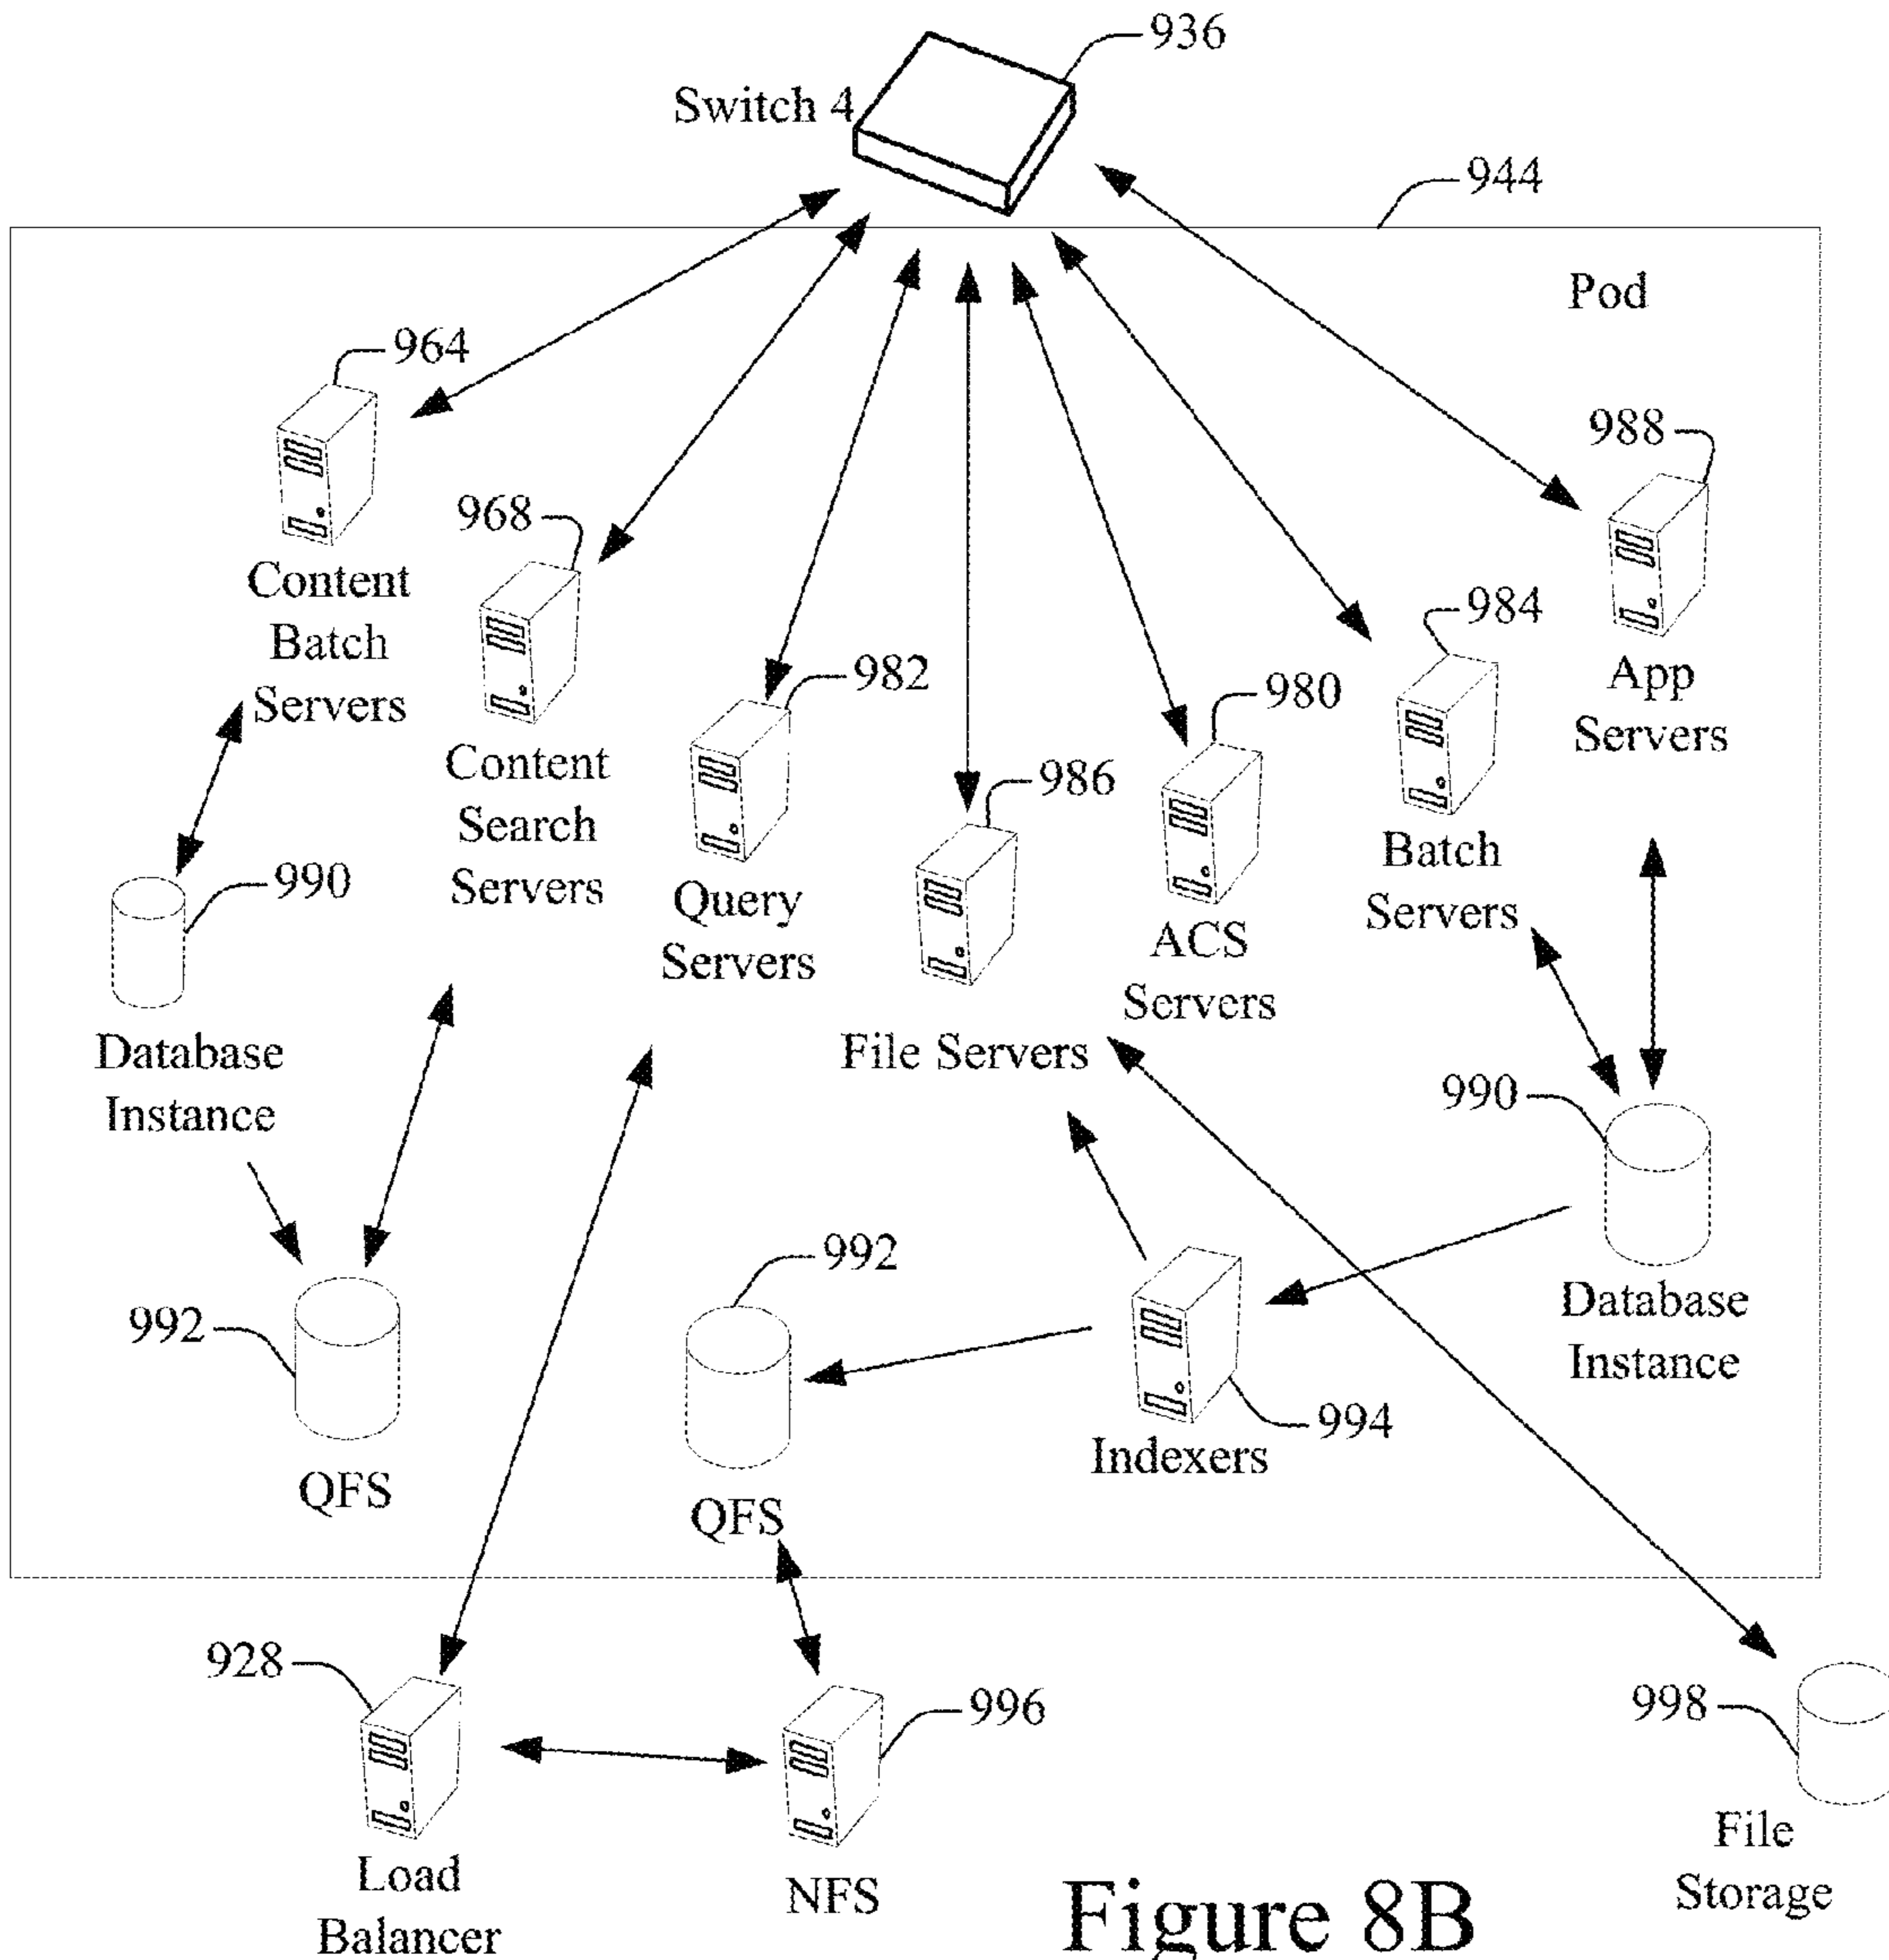 936
Switch 4
944
Pod
964
988
968
Content
Batch
Servers
984
982
980
App
Servers
Content
Search
Servers
986
990
Batch
Servers
Query
Servers
ACS
Servers
Database
Instance
File Servers
990
992
992
Database
Instance
994
Indexers
QFS
QFS
928
996
998
Load
Balancer
NFS
File
Storage
Figure 8B